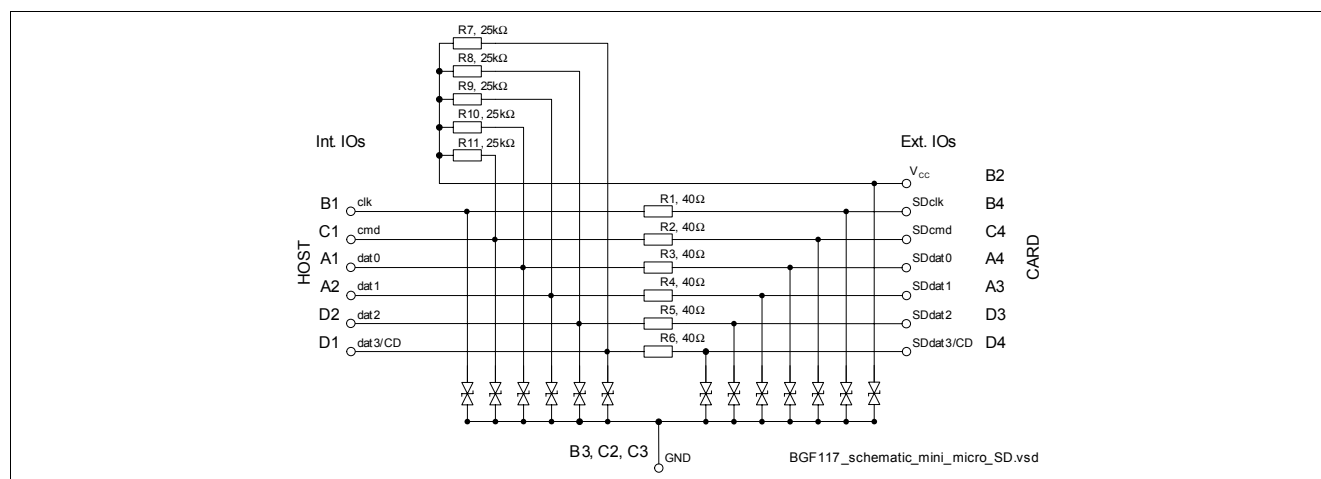 R7, 25kΩ
R8, 25kΩ
R9, 25kΩ
R10, 25kΩ
R11, 25kΩ
Int. IOs
Ext. IOs
VCC B2
B1 clk R1, 40Ω SDclk B4
C1 cmd R2, 40Ω SDcmd C4
A1 dat0 R3, 40Ω SDdat0 A4
A2 dat1 R4, 40Ω SDdat1 A3
D2 dat2 R5, 40Ω SDdat2 D3
D1 dat3/CD R6, 40Ω SDdat3/CD D4
HOST
CARD
B3, C2, C3 GND
BGF117_schematic_mini_micro_SD.vsd